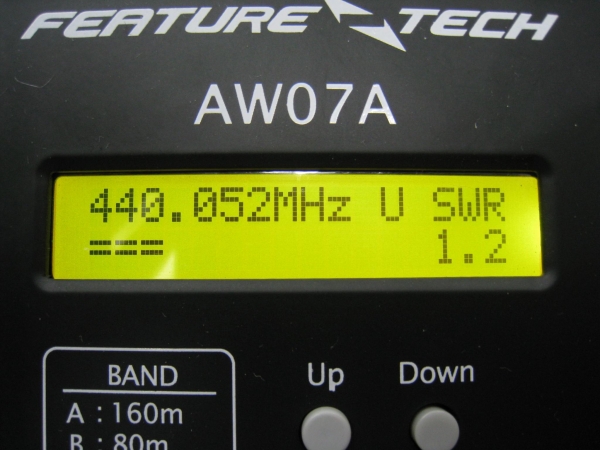 FEATURE TECH
AW07A
440.052MHz U SWR
=== 1.2
Up Down
BAND
A : 160m
B : 80m